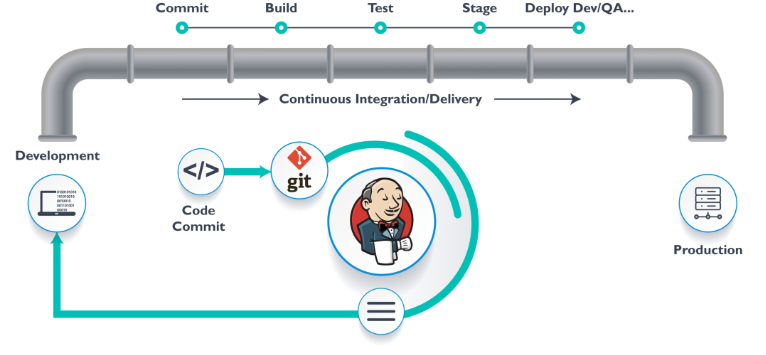 Commit Build Test Stage Deploy Dev/QA...
Continuous Integration/Delivery
Development
</>
git
Code
Commit
Production